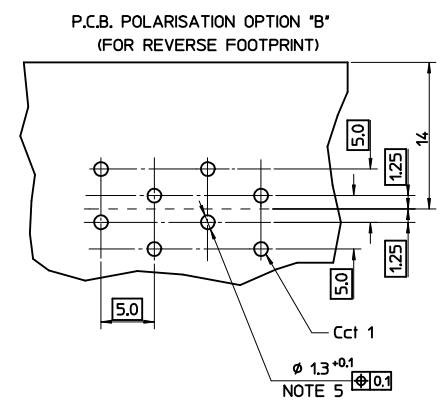 P.C.B. POLARISATION OPTION "B"
(FOR REVERSE FOOTPRINT)
5.0
1.25
14
5.0
1.25
5.0
Cct 1
ø 1.3 +0.1
⌖ 0.1
NOTE 5